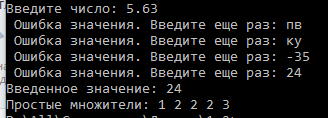 Введите число: 5.63
Ошибка значения. Введите еще раз: пв
Ошибка значения. Введите еще раз: ку
Ошибка значения. Введите еще раз: -35
Ошибка значения. Введите еще раз: 24
Введенное значение: 24
Простые множители: 1 2 2 2 3